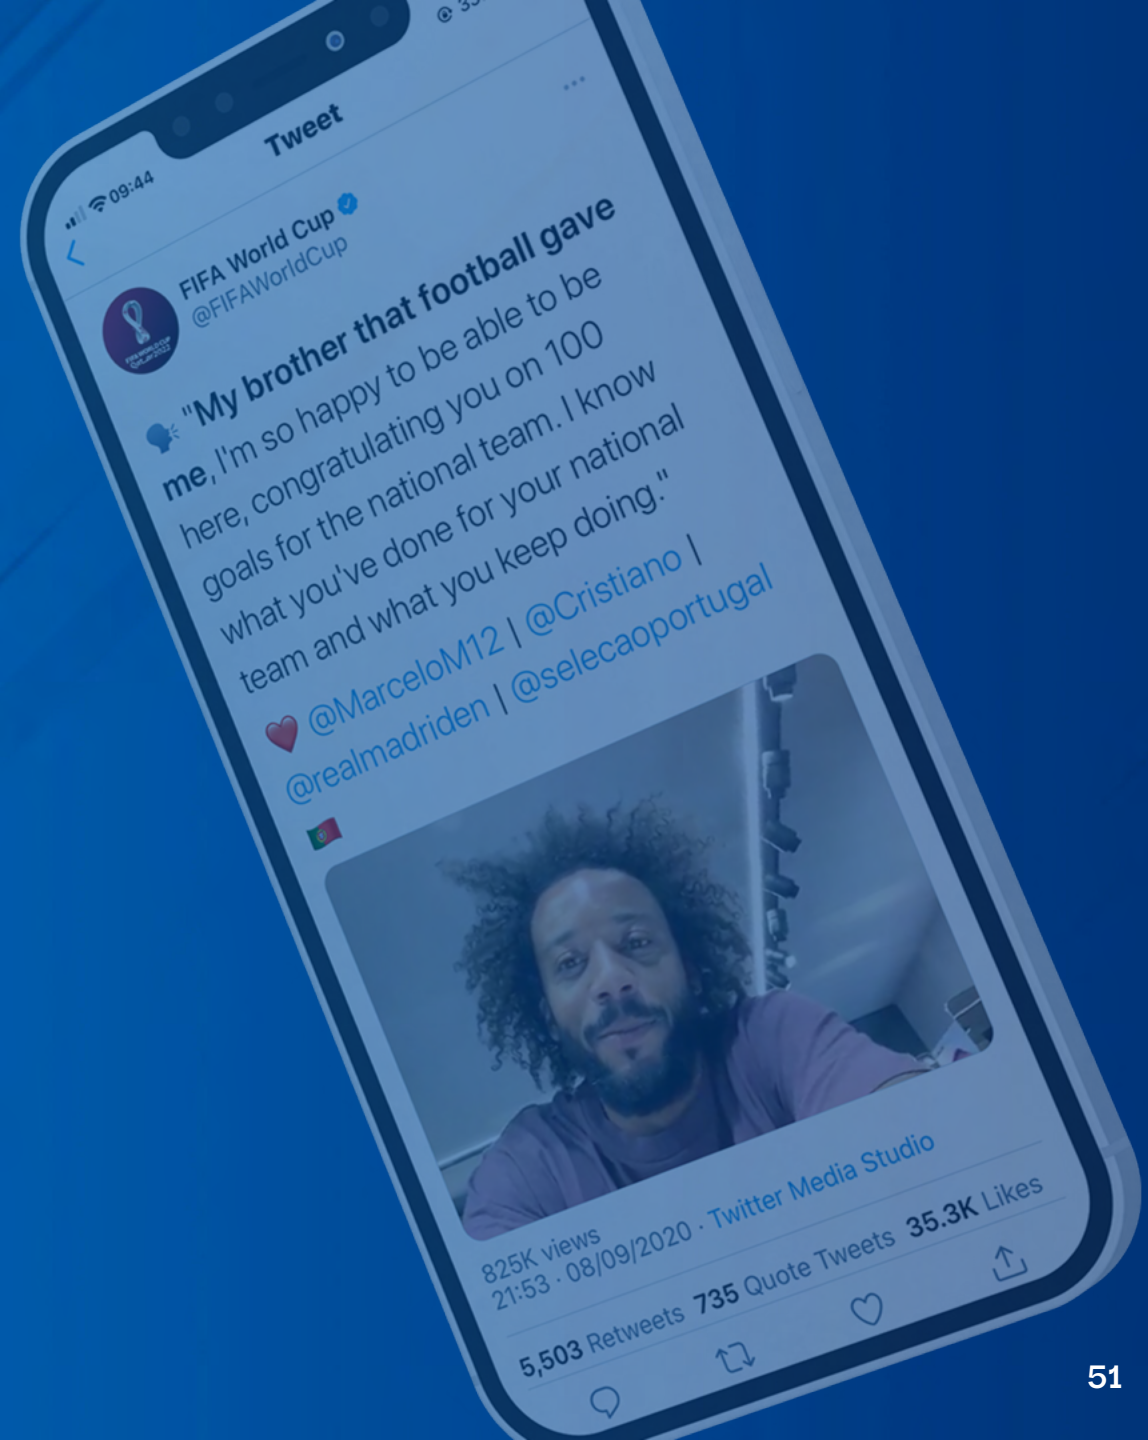 09:44
Tweet
FIFA World Cup
@FIFAWorldCup
FIFA WORLD CUP
"My brother that football gave
me, I'm so happy to be able to be
here, congratulating you on 100
goals for the national team. I know
what you've done for your national
team and what you keep doing."
@MarceloM12 | @Cristiano |
@realmadriden | @selecaoportugal
825K views
21:53 · 08/09/2020 · Twitter Media Studio
5,503 Retweets 735 Quote Tweets 35.3K Likes
51